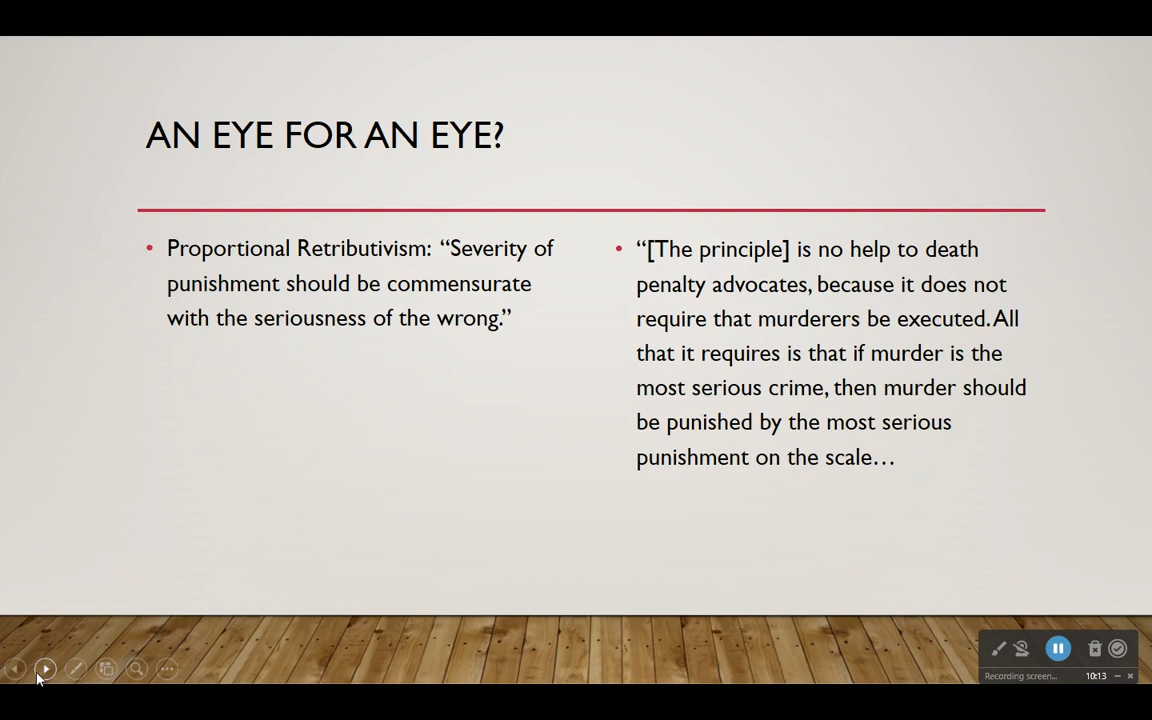 AN EYE FOR AN EYE?
• Proportional Retributivism: “Severity of
punishment should be commensurate
with the seriousness of the wrong.”
• “[The principle] is no help to death
penalty advocates, because it does not
require that murderers be executed. All
that it requires is that if murder is the
most serious crime, then murder should
be punished by the most serious
punishment on the scale…
Recording screen... 10:13